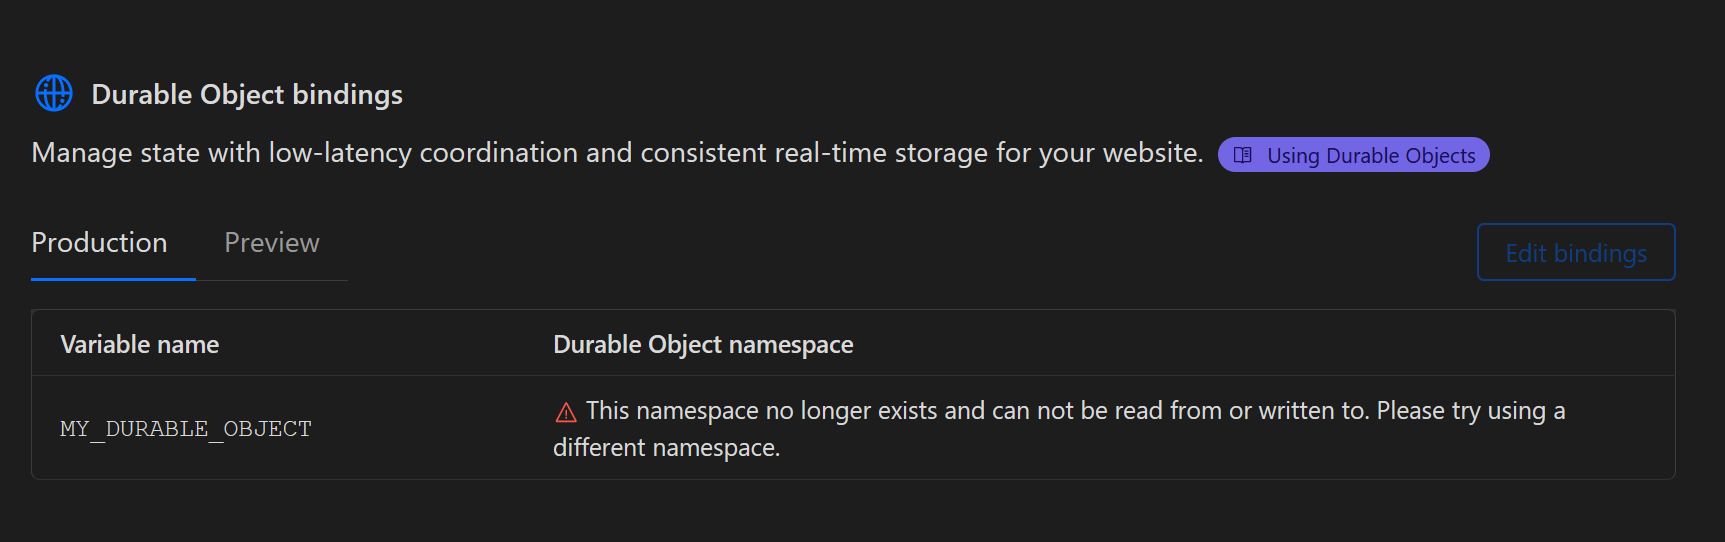 Durable Object bindings
Manage state with low-latency coordination and consistent real-time storage for your website. Using Durable Objects
Production Preview Edit bindings
Variable name Durable Object namespace
MY_DURABLE_OBJECT
This namespace no longer exists and can not be read from or written to. Please try using a
different namespace.